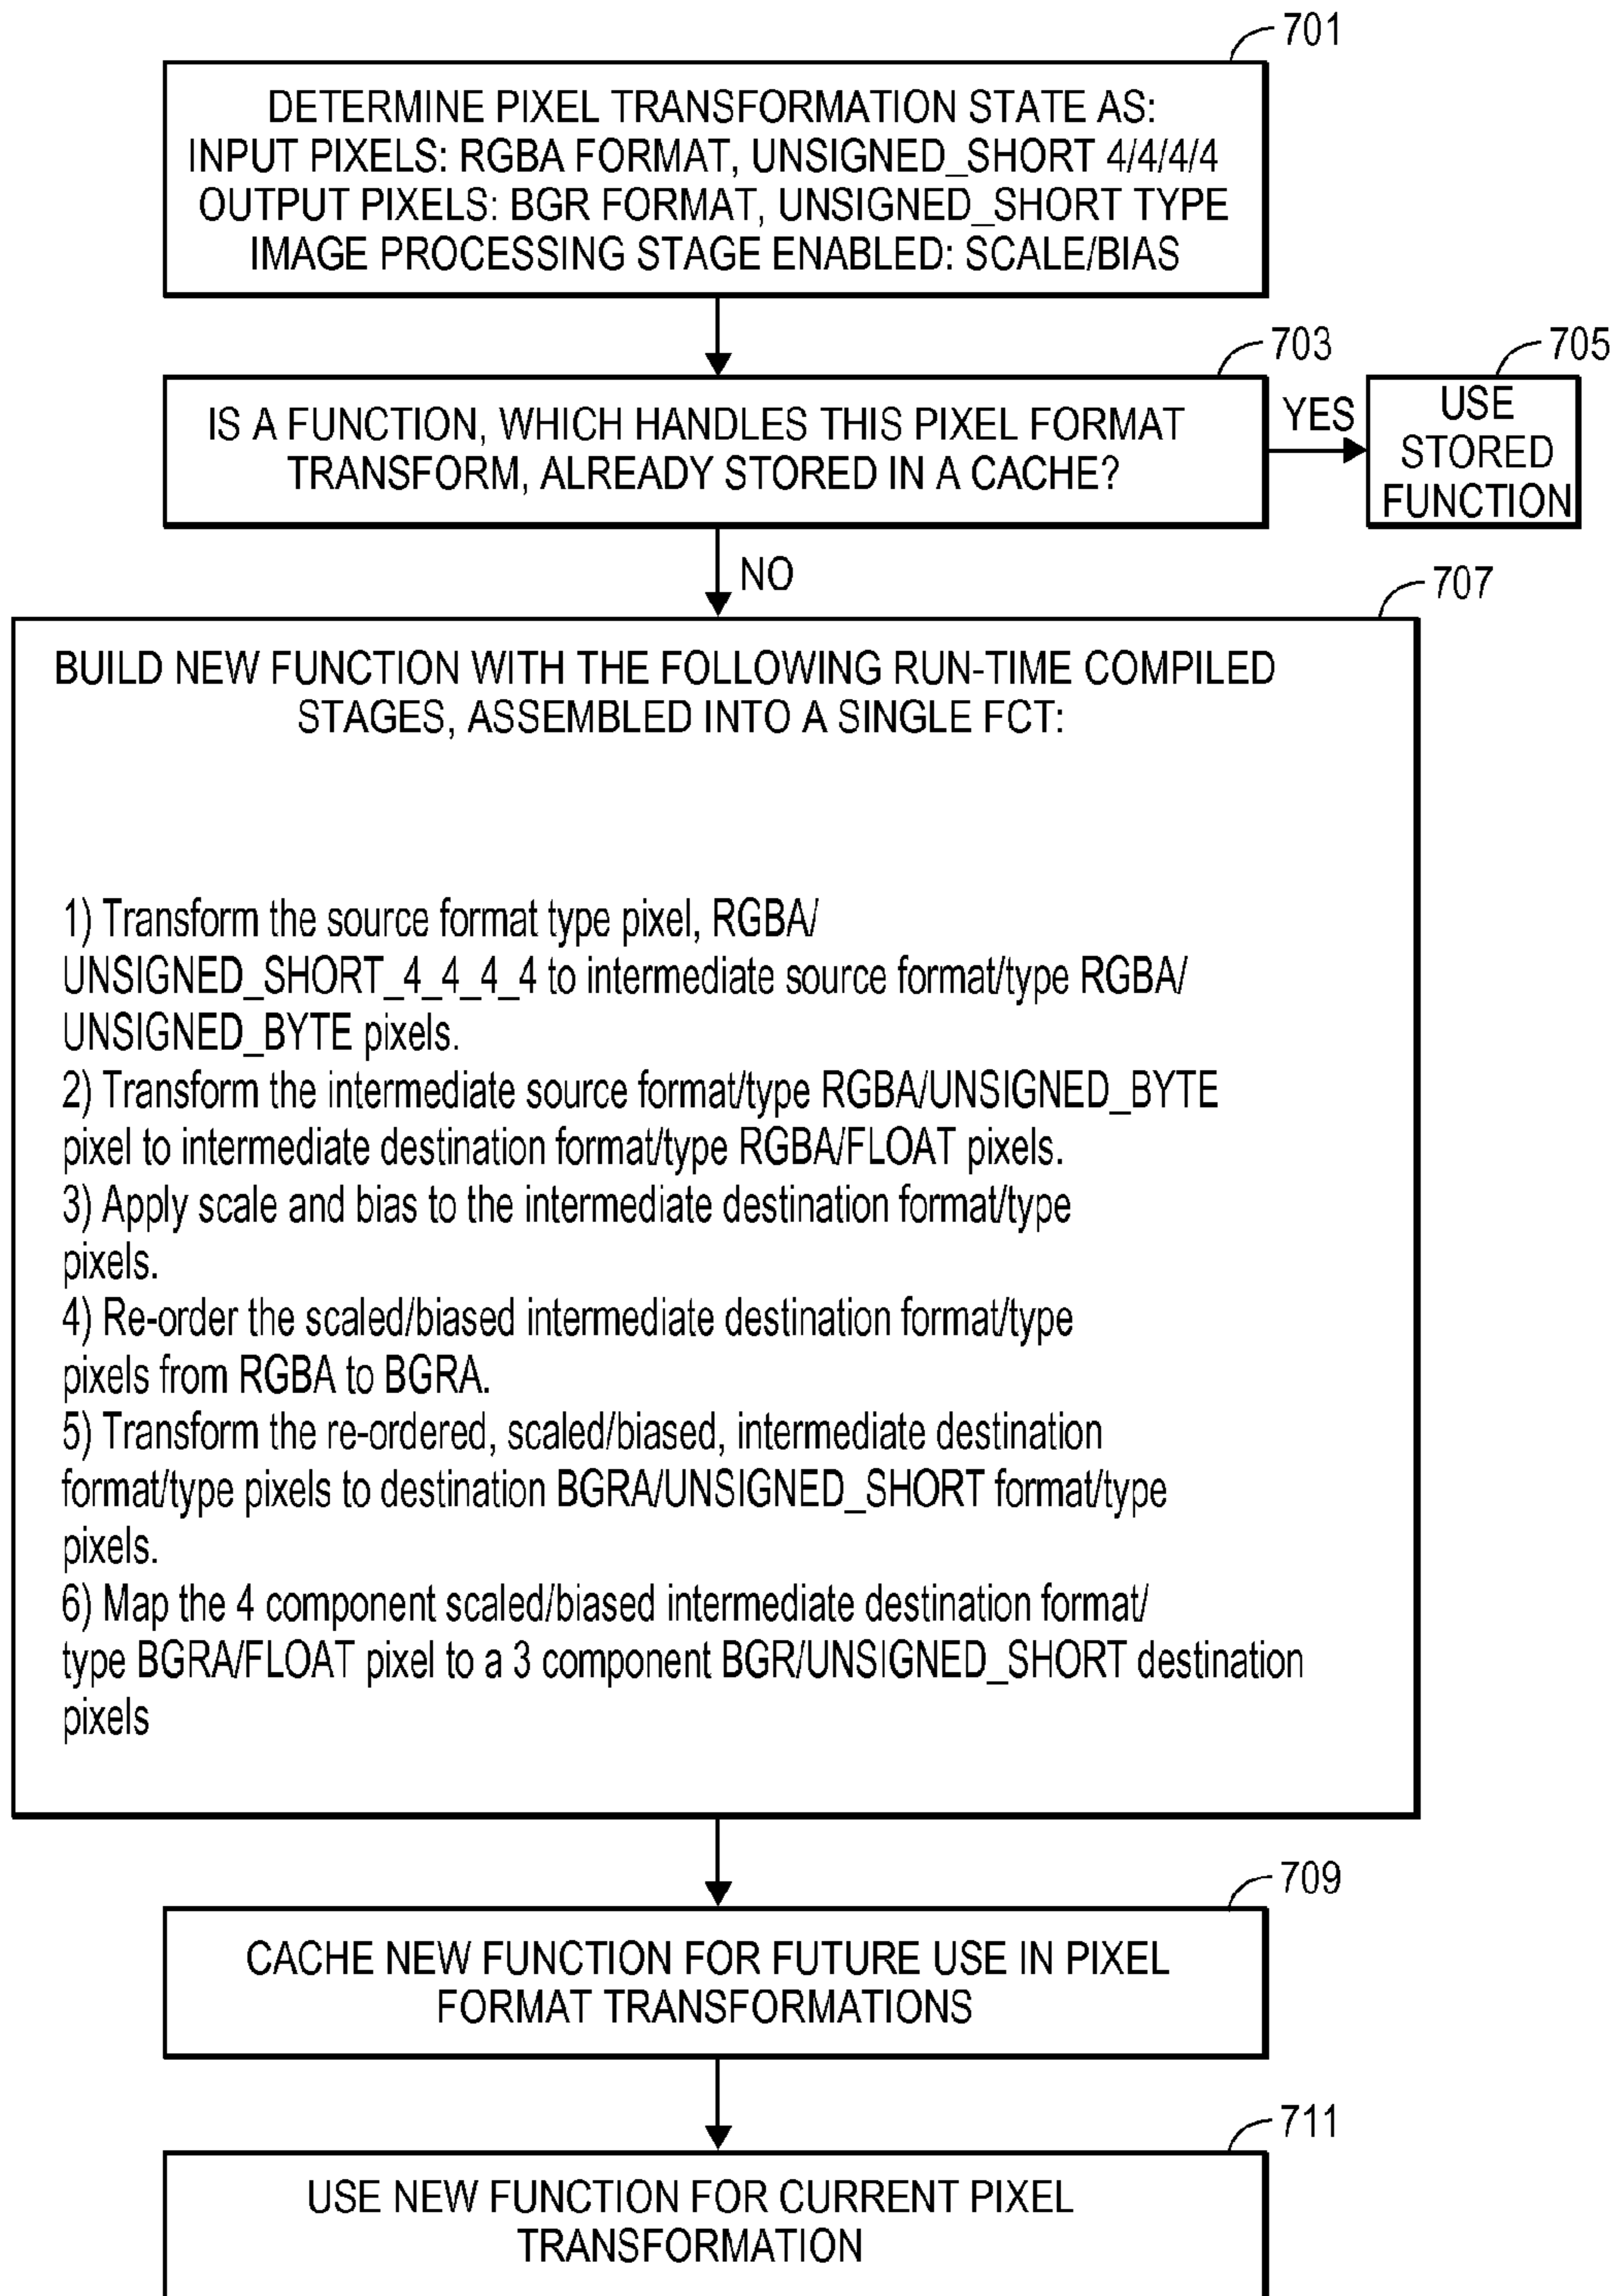 701
DETERMINE PIXEL TRANSFORMATION STATE AS:
INPUT PIXELS: RGBA FORMAT, UNSIGNED_SHORT 4/4/4/4
OUTPUT PIXELS: BGR FORMAT, UNSIGNED_SHORT TYPE
IMAGE PROCESSING STAGE ENABLED: SCALE/BIAS
703
IS A FUNCTION, WHICH HANDLES THIS PIXEL FORMAT
TRANSFORM, ALREADY STORED IN A CACHE?
YES
705
USE
STORED
FUNCTION
NO
707
BUILD NEW FUNCTION WITH THE FOLLOWING RUN-TIME COMPILED
STAGES, ASSEMBLED INTO A SINGLE FCT:
1) Transform the source format type pixel, RGBA/
UNSIGNED_SHORT_4_4_4_4 to intermediate source format/type RGBA/
UNSIGNED_BYTE pixels.
2) Transform the intermediate source format/type RGBA/UNSIGNED_BYTE
pixel to intermediate destination format/type RGBA/FLOAT pixels.
3) Apply scale and bias to the intermediate destination format/type
pixels.
4) Re-order the scaled/biased intermediate destination format/type
pixels from RGBA to BGRA.
5) Transform the re-ordered, scaled/biased, intermediate destination
format/type pixels to destination BGRA/UNSIGNED_SHORT format/type
pixels.
6) Map the 4 component scaled/biased intermediate destination format/
type BGRA/FLOAT pixel to a 3 component BGR/UNSIGNED_SHORT destination
pixels
709
CACHE NEW FUNCTION FOR FUTURE USE IN PIXEL
FORMAT TRANSFORMATIONS
711
USE NEW FUNCTION FOR CURRENT PIXEL
TRANSFORMATION